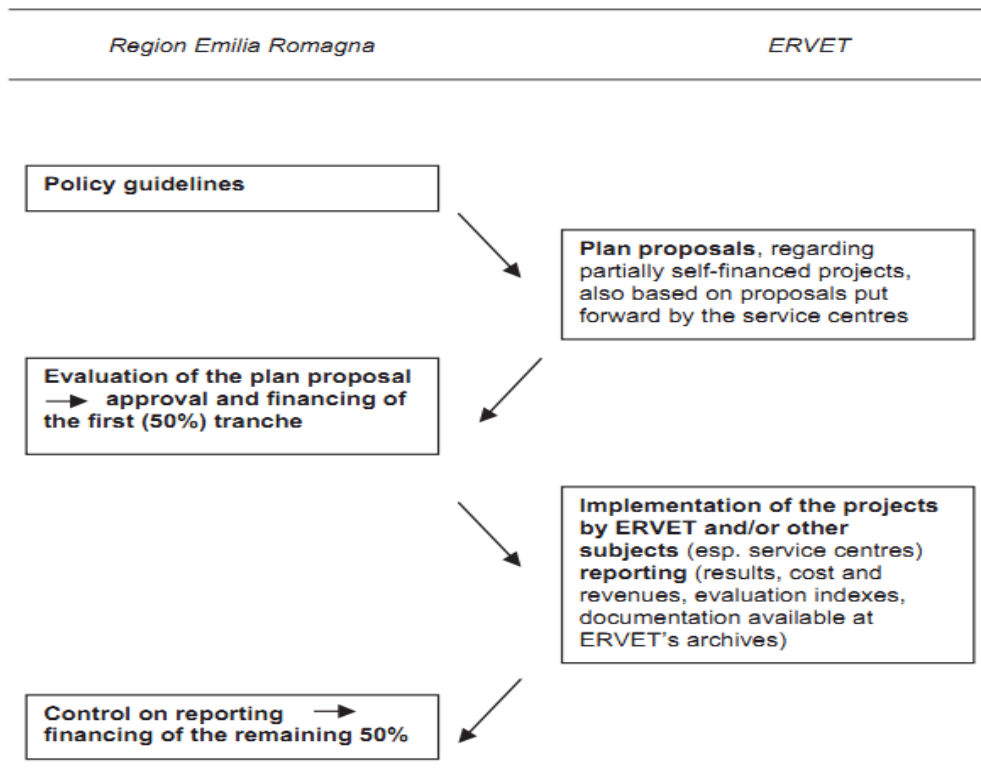 Region Emilia Romagna
ERVET
Policy guidelines
Plan proposals, regarding
partially self-financed projects,
also based on proposals put
forward by the service centres
Evaluation of the plan proposal
→ approval and financing of
the first (50%) tranche
Implementation of the projects
by ERVET and/or other
subjects (esp. service centres)
reporting (results, cost and
revenues, evaluation indexes,
documentation available at
ERVET's archives)
Control on reporting →
financing of the remaining 50%